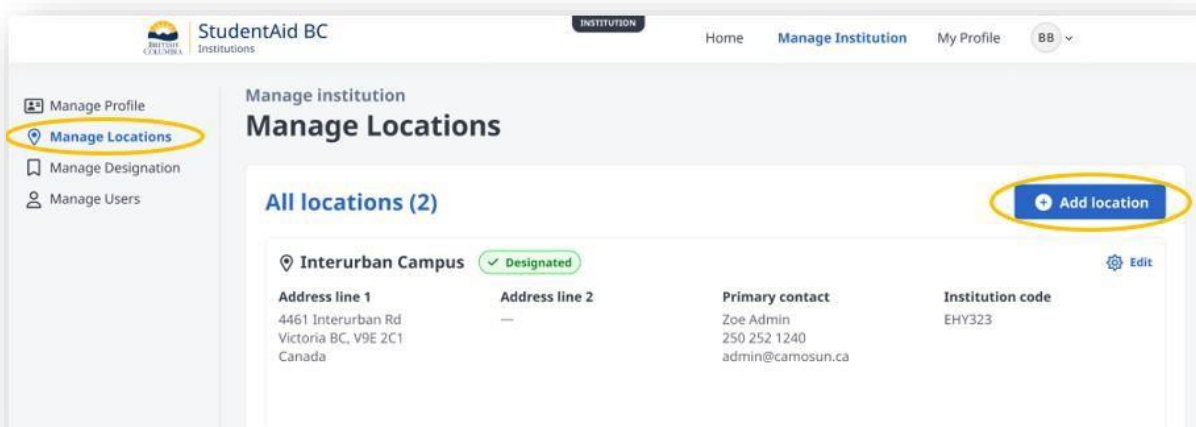 BRITISH
COLUMBIA
StudentAid BC
Institutions
INSTITUTION
Home
Manage Institution
My Profile
BB
Manage Profile
Manage Locations
Manage Designation
Manage Users
Manage institution
Manage Locations
All locations (2)
Add location
Interurban Campus
Designated
Edit
Address line 1
4461 Interurban Rd
Victoria BC, V9E 2C1
Canada
Address line 2
—
Primary contact
Zoe Admin
250 252 1240
admin@camosun.ca
Institution code
EHY323